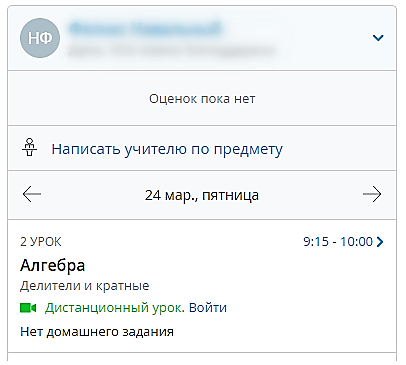 НФ
Оценок пока нет
Написать учителю по предмету
24 мар., пятница
2 УРОК 9:15 - 10:00
Алгебра
Делители и кратные
Дистанционный урок. Войти
Нет домашнего задания